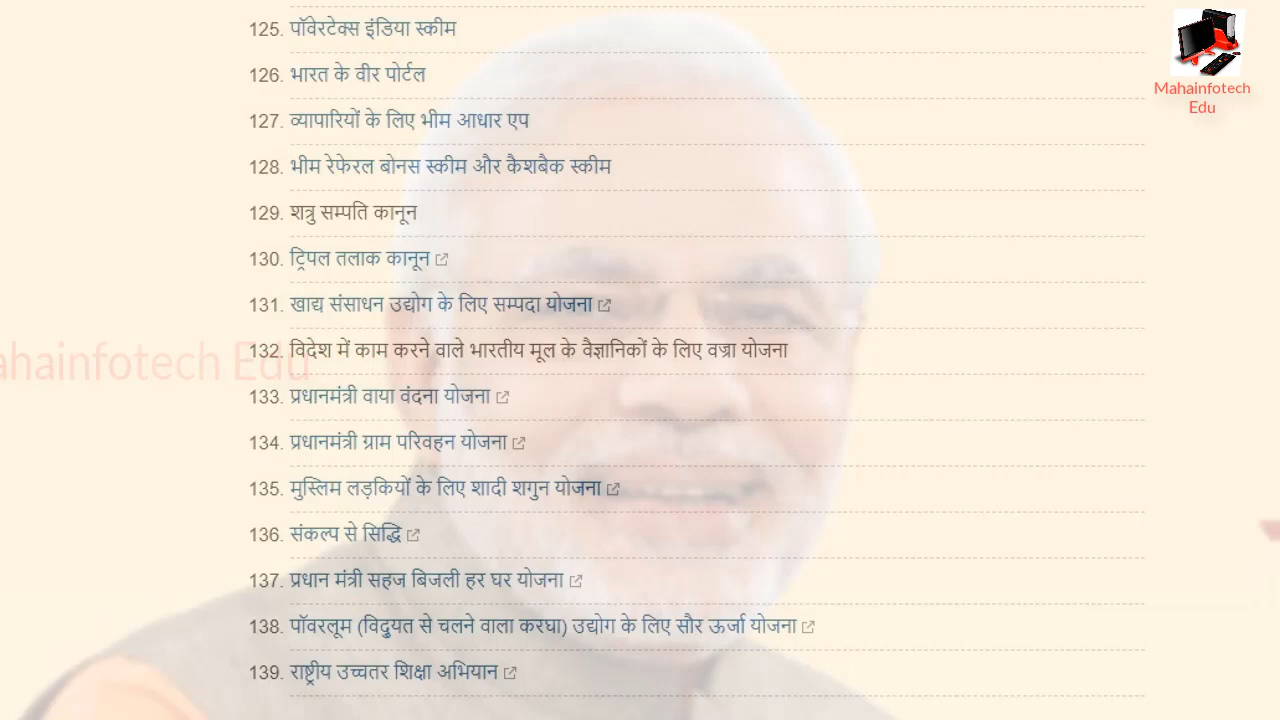 125. पॉवेरटेक्स इंडिया स्कीम
126. भारत के वीर पोर्टल
127. व्यापारियों के लिए भीम आधार एप
128. भीम रेफेरल बोनस स्कीम और कैशबैक स्कीम
129. शत्रु सम्पति कानून
130. ट्रिपल तलाक कानून
131. खाद्य संसाधन उद्योग के लिए सम्पदा योजना
132. विदेश में काम करने वाले भारतीय मूल के वैज्ञानिकों के लिए वज्रा योजना
133. प्रधानमंत्री वाया वंदना योजना
134. प्रधानमंत्री ग्राम परिवहन योजना
135. मुस्लिम लड़कियों के लिए शादी शगुन योजना
136. संकल्प से सिद्धि
137. प्रधान मंत्री सहज बिजली हर घर योजना
138. पॉवरलूम (विद्युयत से चलने वाला करघा) उद्योग के लिए सौर ऊर्जा योजना
139. राष्ट्रीय उच्चतर शिक्षा अभियान
Mahainfotech
Edu
ahainfotech Edu